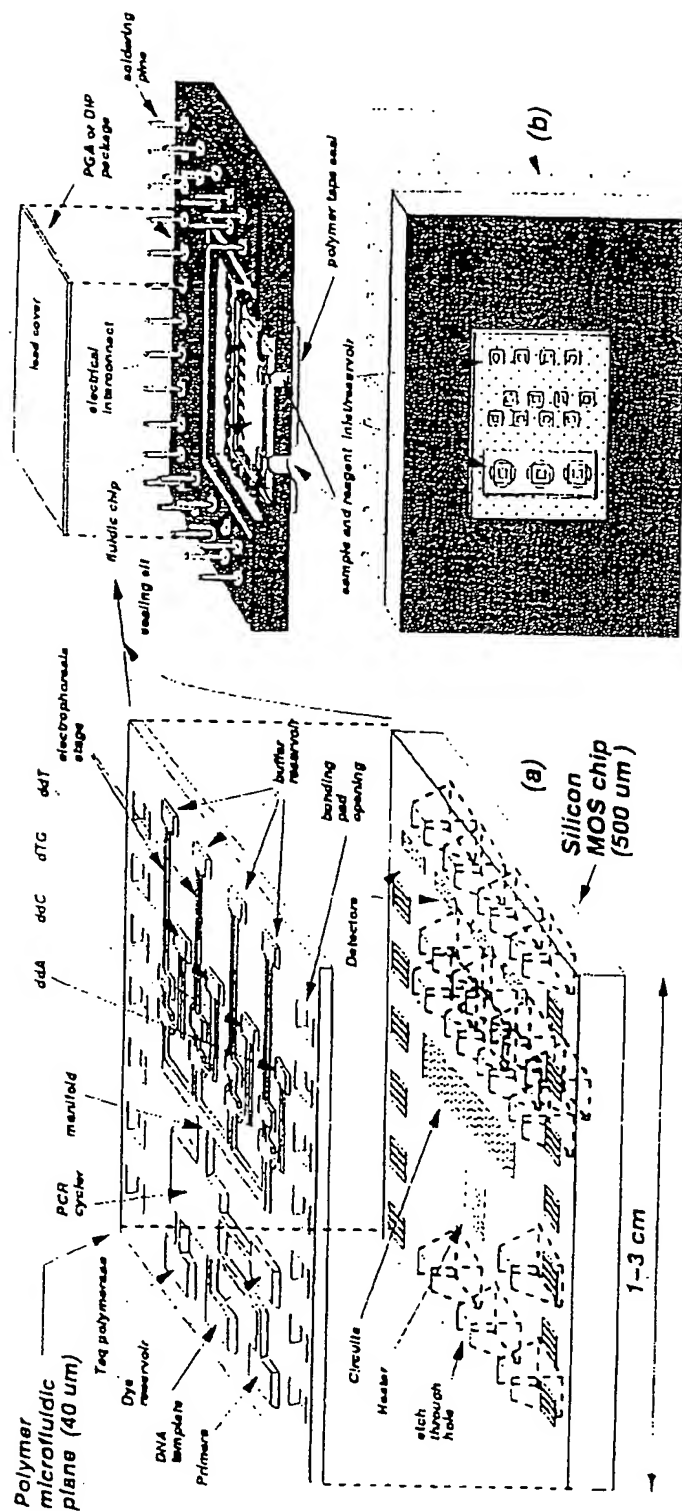 Polymer
microfluidic
plane (40 um)
Taq polymerase
Dye
reservoir
DNA
template
Primers
PCR
cycler
manifold
ddA
ddC
dTG
ddT
electrophoresis
stage
buffer
reservoir
bonding
pad
opening
Detectors
Circuits
Heater
etch
through
hole
1-3 cm
(a)
Silicon
MOS chip
(500 um)
sealing
fluidic chip
electrical
interconnect
lead cover
PGA or DIP
package
soldering
pins
polymer tape seal
sample and reagent inlet/reservoir
(b)